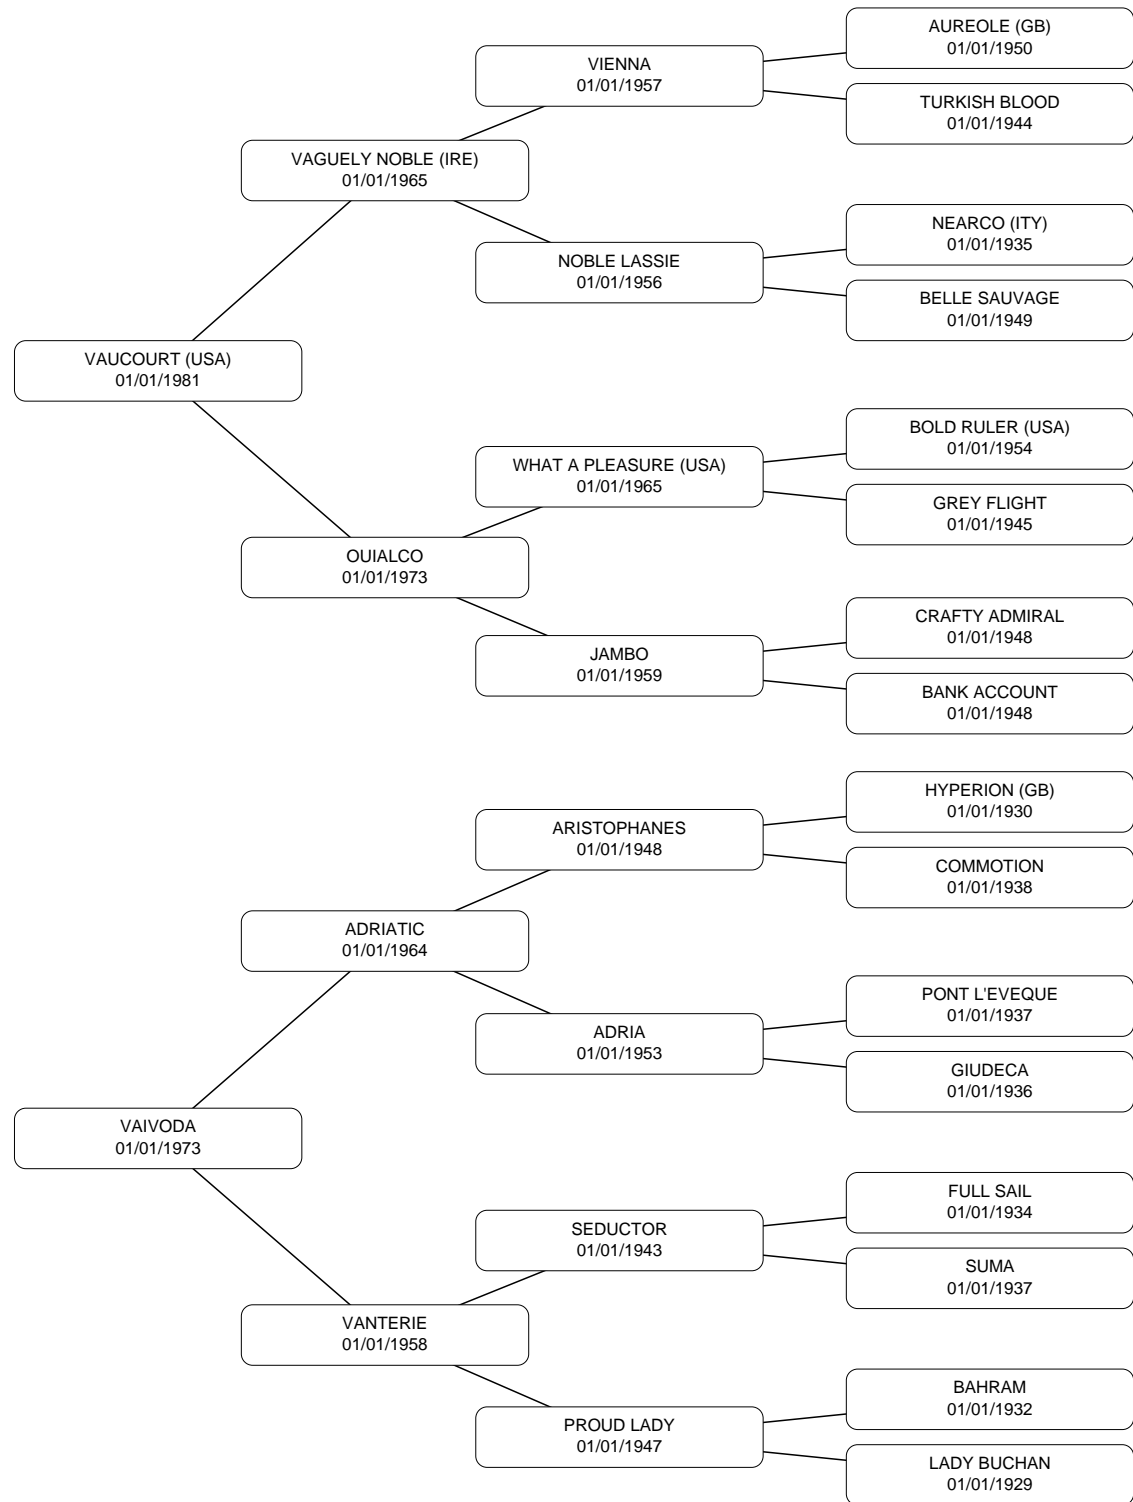 AUREOLE (GB)
01/01/1950
VIENNA
01/01/1957
TURKISH BLOOD
01/01/1944
VAGUELY NOBLE (IRE)
01/01/1965
NEARCO (ITY)
01/01/1935
NOBLE LASSIE
01/01/1956
BELLE SAUVAGE
01/01/1949
VAUCOURT (USA)
01/01/1981
BOLD RULER (USA)
01/01/1954
WHAT A PLEASURE (USA)
01/01/1965
GREY FLIGHT
01/01/1945
OUIALCO
01/01/1973
CRAFTY ADMIRAL
01/01/1948
JAMBO
01/01/1959
BANK ACCOUNT
01/01/1948
HYPERION (GB)
01/01/1930
ARISTOPHANES
01/01/1948
COMMOTION
01/01/1938
ADRIATIC
01/01/1964
PONT L'EVEQUE
01/01/1937
ADRIA
01/01/1953
GIUDECA
01/01/1936
VAIVODA
01/01/1973
FULL SAIL
01/01/1934
SEDUCTOR
01/01/1943
SUMA
01/01/1937
VANTERIE
01/01/1958
BAHRAM
01/01/1932
PROUD LADY
01/01/1947
LADY BUCHAN
01/01/1929